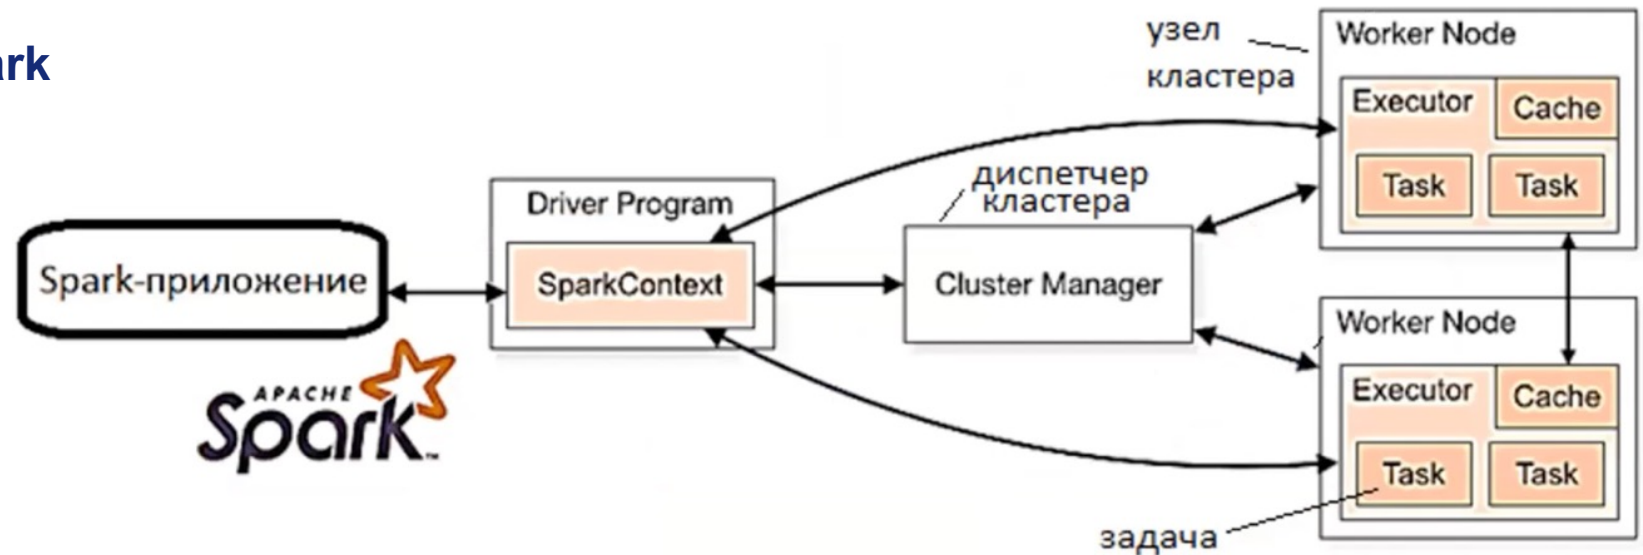 ark
Spark-приложение
APACHE
Spark™
Driver Program
SparkContext
диспетчер
кластера
Cluster Manager
узел
кластера
Worker Node
Executor
Cache
Task
Task
Worker Node
Executor
Cache
Task
Task
задача